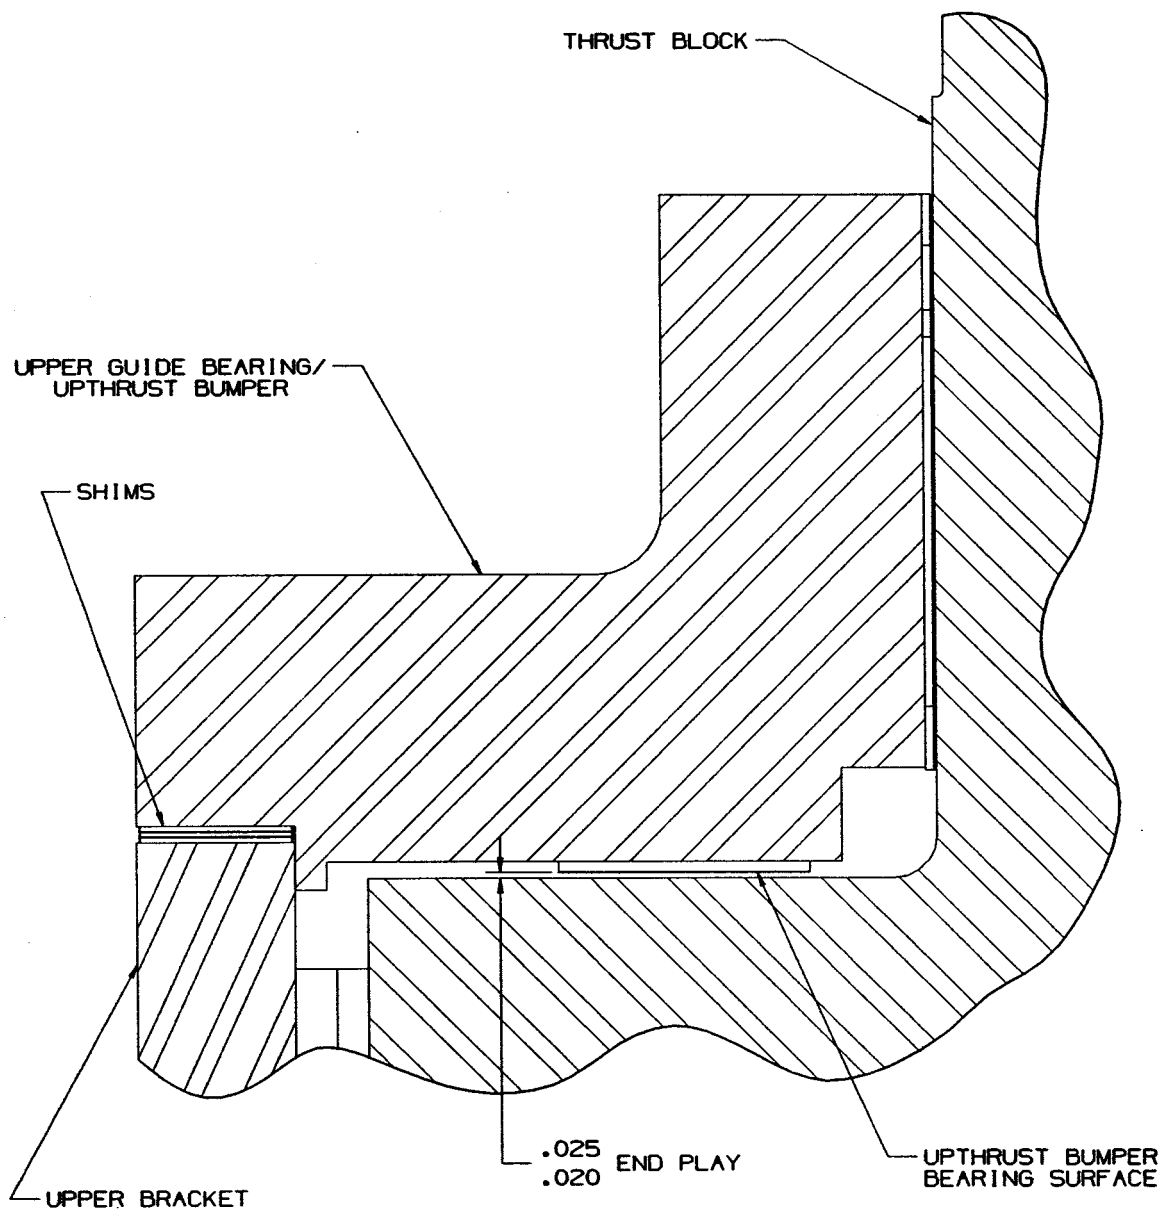 THRUST BLOCK
UPPER GUIDE BEARING/
UPTHRUST BUMPER
SHIMS
.025
.020
END PLAY
UPTHRUST BUMPER
BEARING SURFACE
UPPER BRACKET